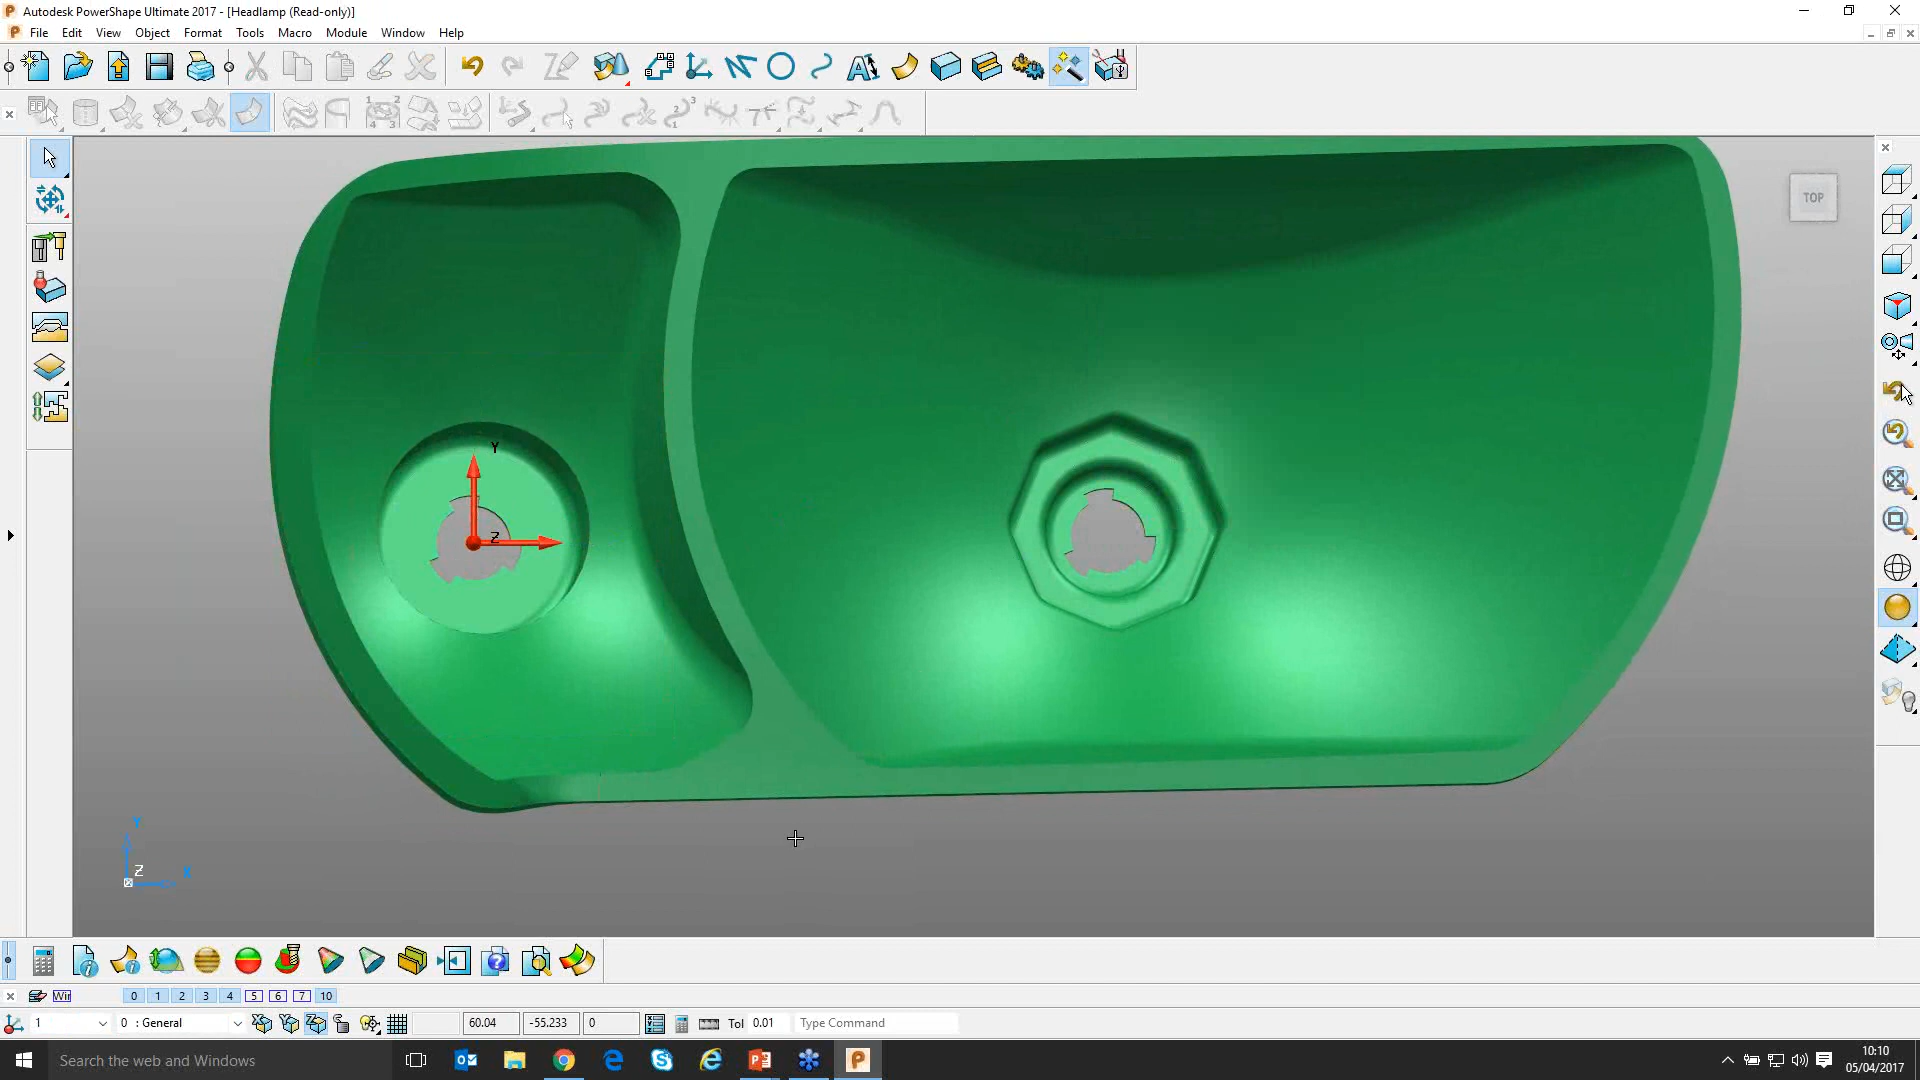 Autodesk PowerShape Ultimate 2017 - [Headlamp (Read-only)]
File Edit View Object Format Tools Macro Module Window Help
TOP
Y
Z
Y
Z
X
Wir
0 1 2 3 4 5 6 7 10
1
0 : General
60.04
-55.233
0
Tol 0.01
Type Command
Search the web and Windows
10:10
05/04/2017